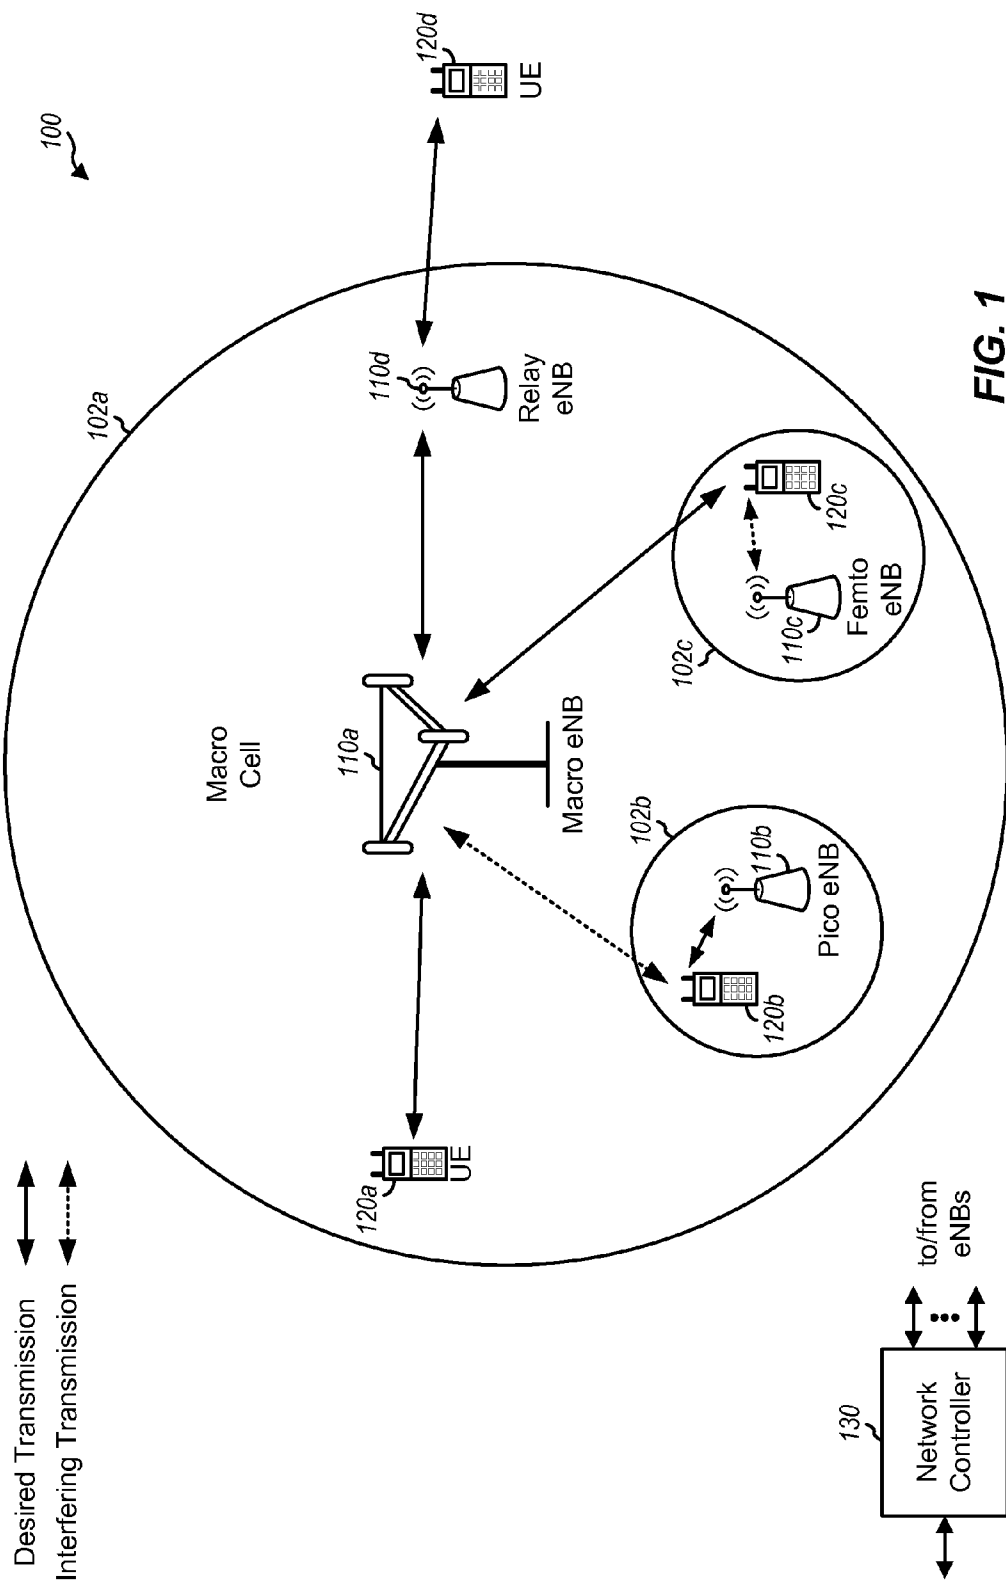 Desired Transmission
Interfering Transmission
100
102a
Macro
Cell
110a
Macro eNB
120a
UE
110d
Relay
eNB
120d
UE
102b
110b
Pico eNB
120b
102c
110c
Femto
eNB
120c
130
Network
Controller
to/from
eNBs
FIG. 1